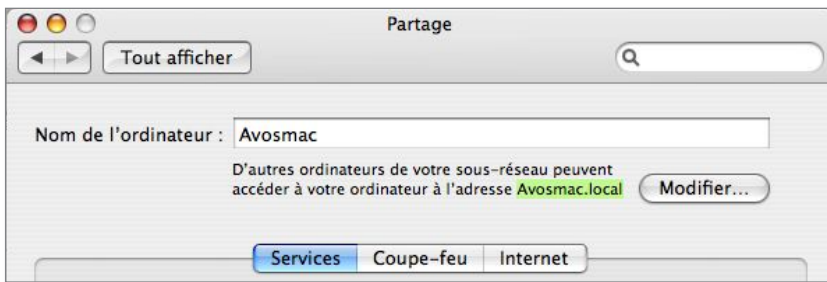 Partage
Tout afficher
Nom de l'ordinateur : Avosmac
D'autres ordinateurs de votre sous-réseau peuvent
accéder à votre ordinateur à l'adresse Avosmac.local
Modifier...
Services Coupe-feu Internet